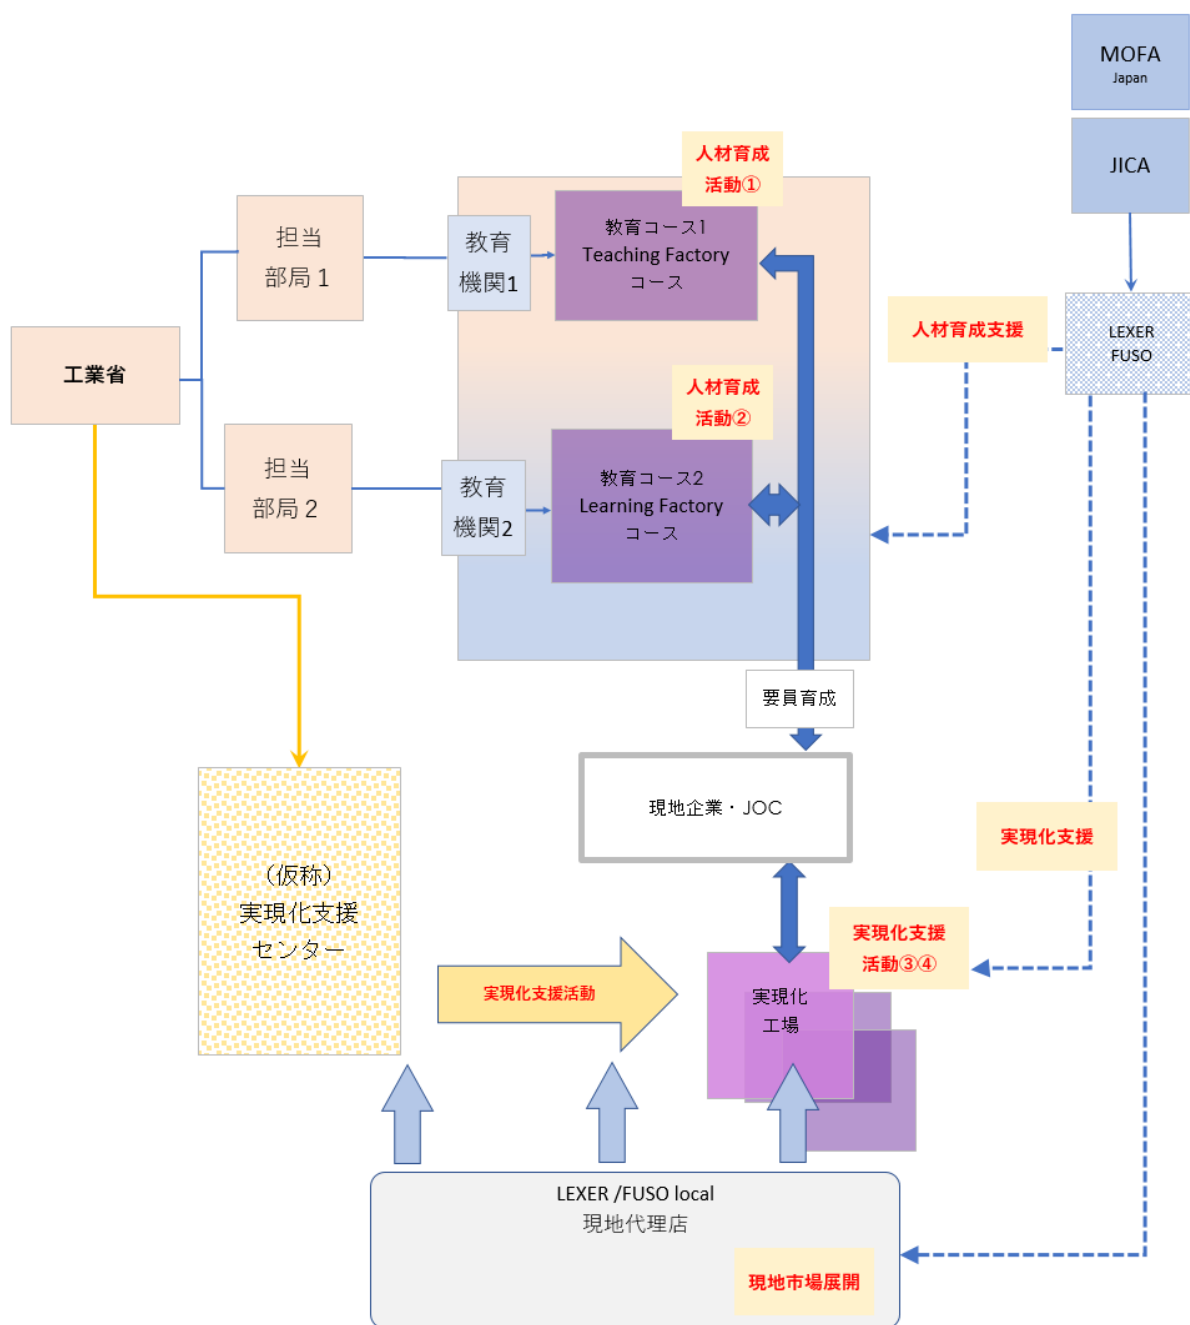 MOFA
Japan
JICA
LEXER
FUSO
人材育成
活動①
教育コース1
Teaching Factory
コース
担当
部局１
教育
機関1
人材育成支援
工業省
人材育成
活動②
教育コース2
Learning Factory
コース
担当
部局２
教育
機関2
要員育成
現地企業・JOC
実現化支援
（仮称）
実現化支援
センター
実現化支援
活動③④
実現化支援活動
実現化
工場
LEXER /FUSO local
現地代理店
現地市場展開